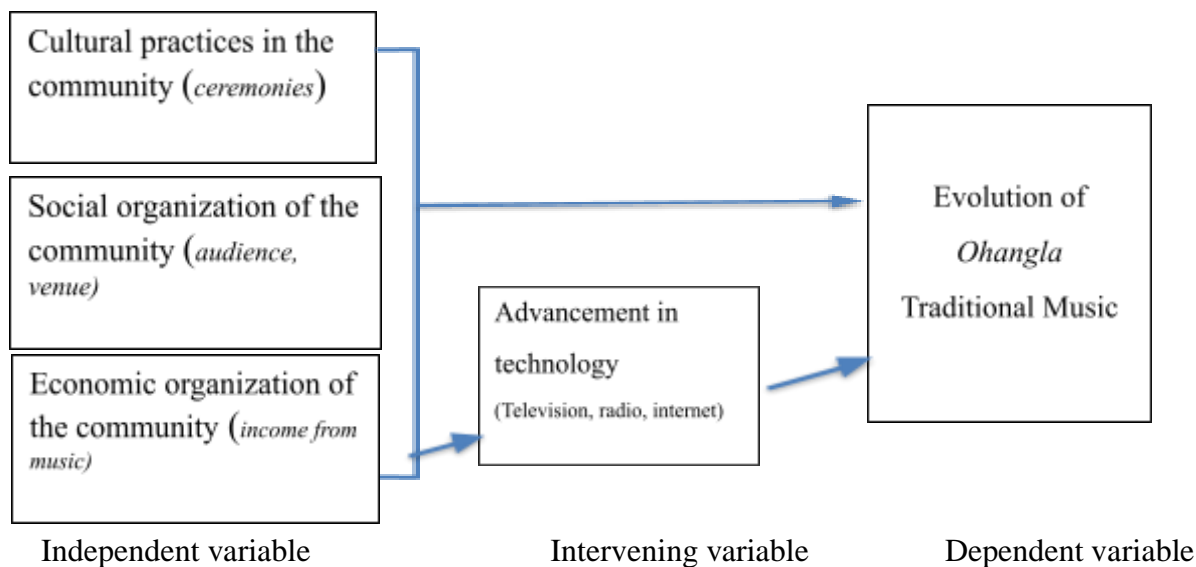 Cultural practices in the
community (ceremonies)
Social organization of the
community (audience,
venue)
Economic organization of
the community (income from
music)
Advancement in
technology
(Television, radio, internet)
Evolution of
Ohangla
Traditional Music
Independent variable
Intervening variable
Dependent variable